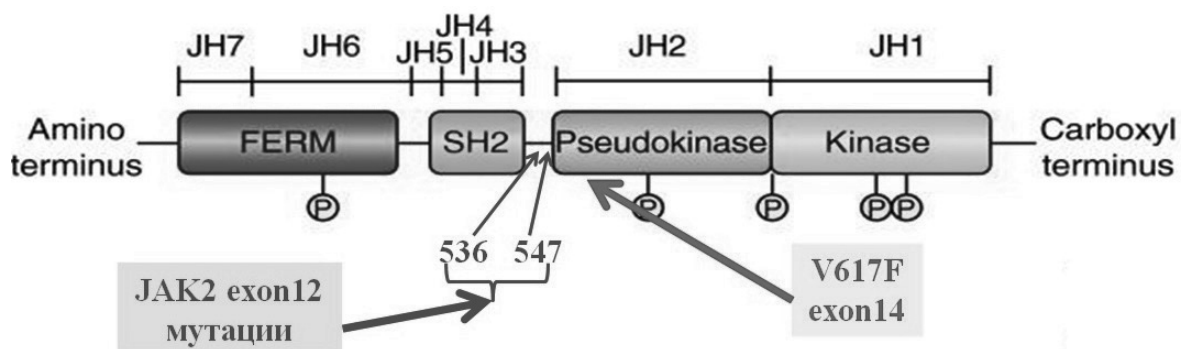 JH4
JH7 JH6 JH5 JH3 JH2 JH1
Amino
terminus
FERM SH2 Pseudokinase Kinase
Carboxyl
terminus
P P P P P
536 547
JAK2 exon12
мутации
V617F
exon14